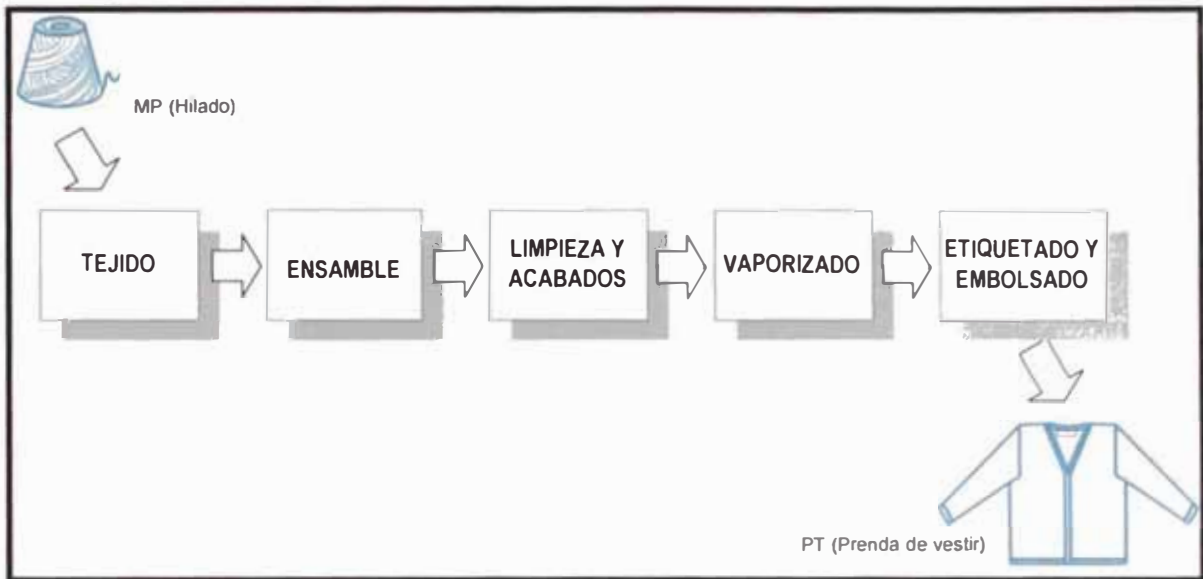 MP (Hilado)
TEJIDO
ENSAMBLE
LIMPIEZA Y
ACABADOS
VAPORIZADO
ETIQUETADO Y
EMBOLSADO
PT (Prenda de vestir)